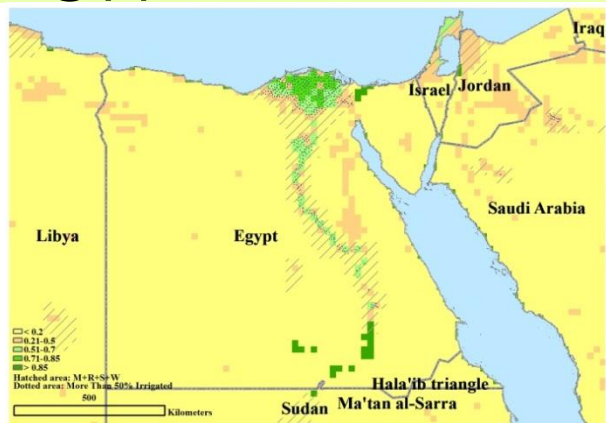 Iraq
Israel
Jordan
Saudi Arabia
Libya
Egypt
< 0.2
0.21-0.5
0.51-0.7
0.71-0.85
> 0.85
Hatched area: M+R+S+W
Dotted area: More Than 50% Irrigated
500
Kilometers
Hala'ib triangle
Sudan
Ma'tan al-Sarra